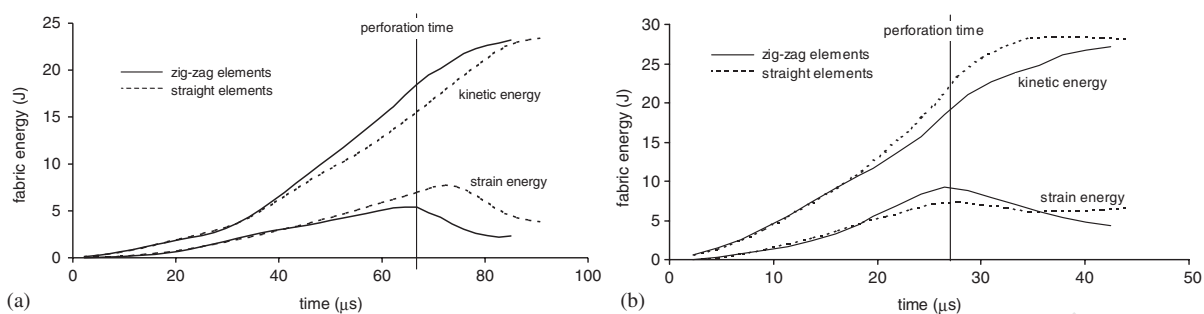 25
20
15
10
5
0
fabric energy (J)
perforation time
zig-zag elements
straight elements
kinetic energy
strain energy
0 20 40 60 80 100
time (μs)
(a)
30
25
20
15
10
5
0
fabric energy (J)
perforation time
zig-zag elements
straight elements
kinetic energy
strain energy
0 10 20 30 40 50
time (μs)
(b)